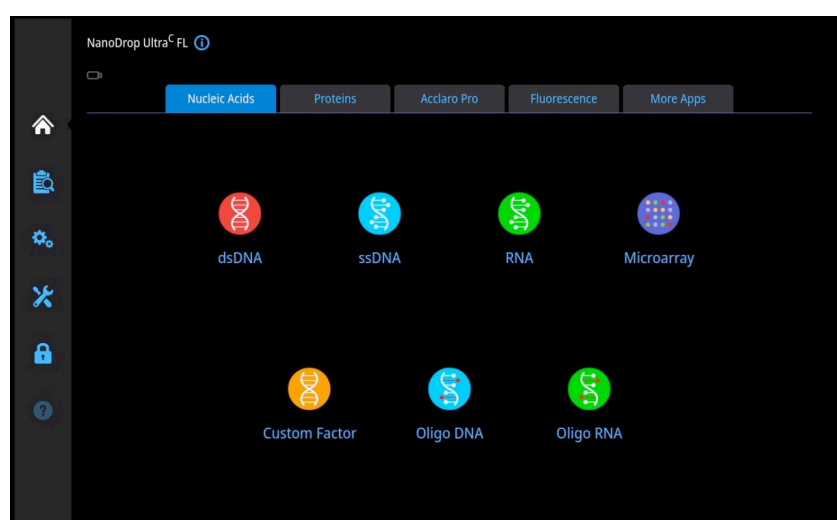 NanoDrop Ultraᶜ FL
Nucleic Acids Proteins Acclaro Pro Fluorescence More Apps
dsDNA ssDNA RNA Microarray
Custom Factor Oligo DNA Oligo RNA